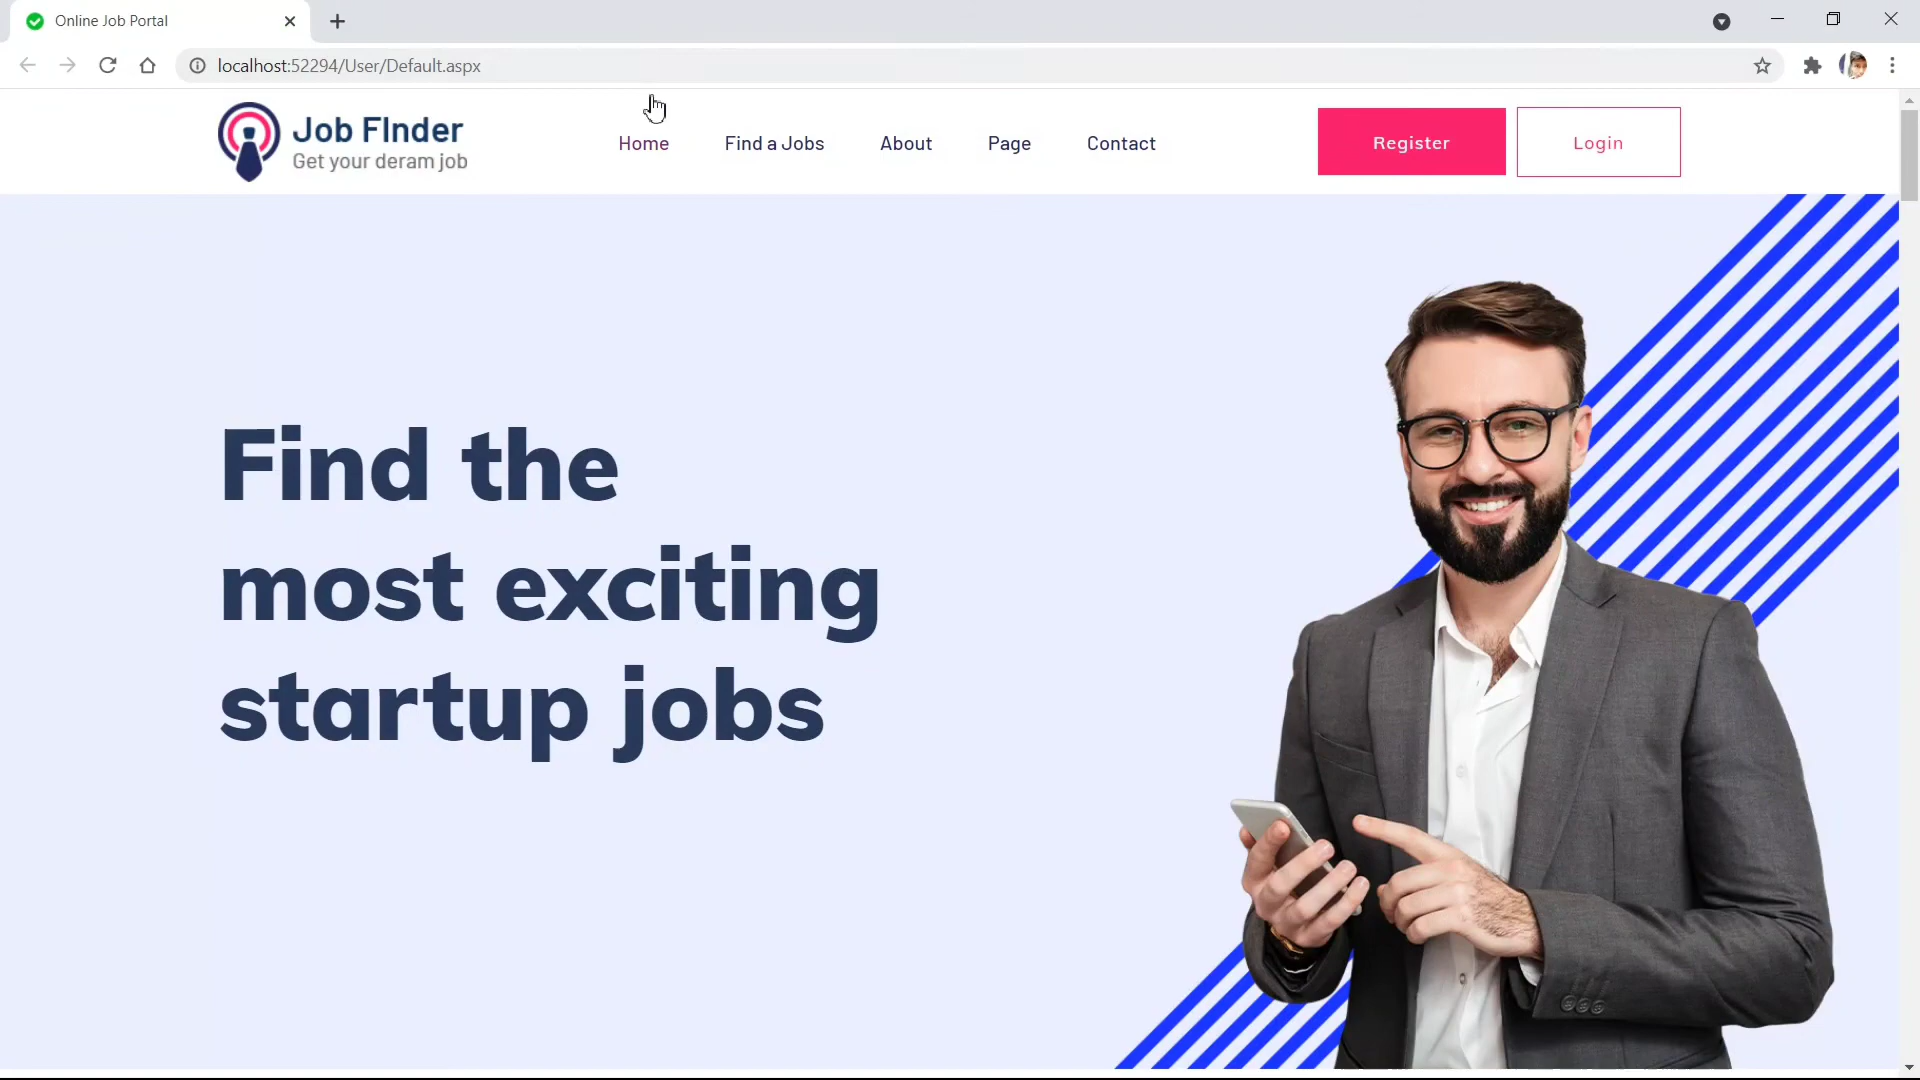 Online Job Portal
localhost:52294/User/Default.aspx
Job FInder
Get your deram job
Home
Find a Jobs
About
Page
Contact
Register
Login
Find the
most exciting
startup jobs